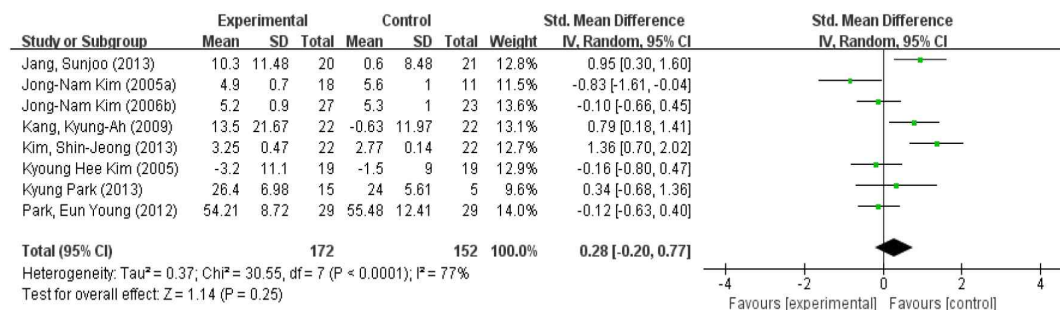 Experimental Control Std. Mean Difference Std. Mean Difference
Study or Subgroup Mean SD Total Mean SD Total Weight IV, Random, 95% CI IV, Random, 95% CI
Jang, Sunjoo (2013) 10.3 11.48 20 0.6 8.48 21 12.8% 0.95 [0.30, 1.60]
Jong-Nam Kim (2005a) 4.9 0.7 18 5.6 1 11 11.5% -0.83 [-1.61, -0.04]
Jong-Nam Kim (2006b) 5.2 0.9 27 5.3 1 23 13.6% -0.10 [-0.66, 0.45]
Kang, Kyung-Ah (2009) 13.5 21.67 22 -0.63 11.97 22 13.1% 0.79 [0.18, 1.41]
Kim, Shin-Jeong (2013) 3.25 0.47 22 2.77 0.14 22 12.6% 1.36 [0.70, 2.02]
Kyoung Hee Kim (2005) -3.2 11.1 19 -1.5 9 19 12.9% -0.16 [-0.80, 0.47]
Kyung Park (2013) 26.4 6.98 15 24 5.61 5 9.6% 0.34 [-0.68, 1.36]
Park, Eun Young (2012) 54.21 8.72 29 55.48 12.41 29 14.0% -0.12 [-0.63, 0.40]
Total (95% CI) 172 152 100.0% 0.28 [-0.20, 0.77]
Heterogeneity: Tau² = 0.37; Chi² = 30.55, df = 7 (P < 0.0001); I² = 77%
Test for overall effect: Z = 1.14 (P = 0.25)
-4 -2 0 2 4
Favours [experimental] Favours [control]